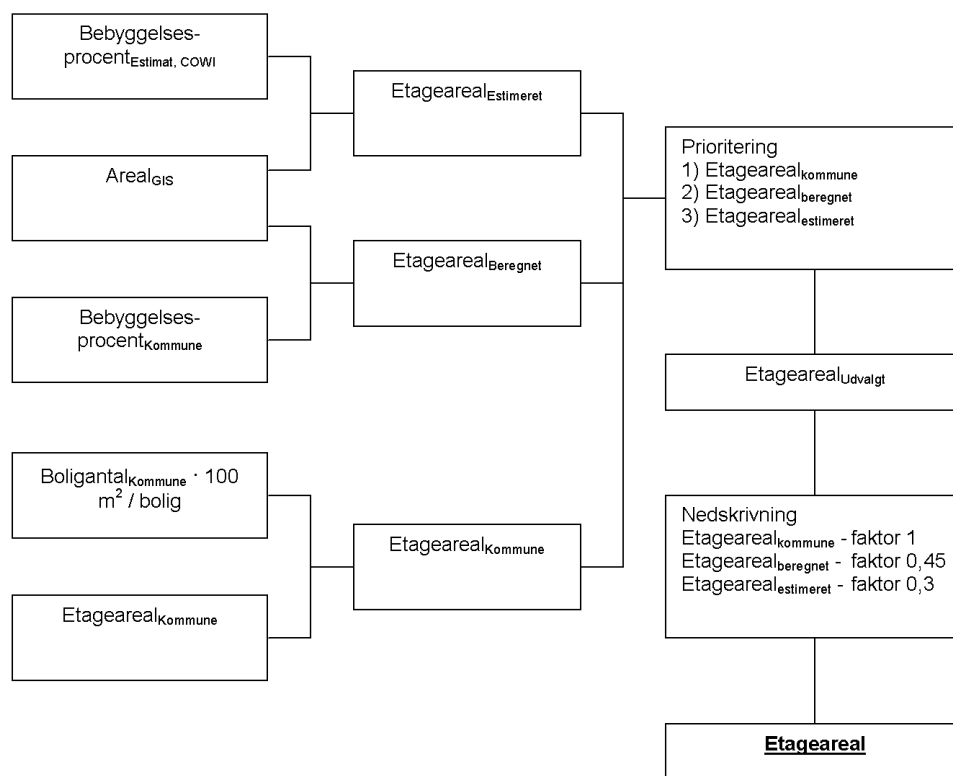 Bebyggelses-
procentEstimat, COWI
ArealGIS
Bebyggelses-
procentKommune
BoligantalKommune · 100
m² / bolig
EtagearealKommune
EtagearealEstimeret
EtagearealBeregnet
EtagearealKommune
Prioritering
1) Etagearealkommune
2) Etagearealberegnet
3) Etagearealestimeret
EtagearealUdvalgt
Nedskrivning
Etagearealkommune - faktor 1
Etagearealberegnet - faktor 0,45
Etagearealestimeret - faktor 0,3
Etageareal